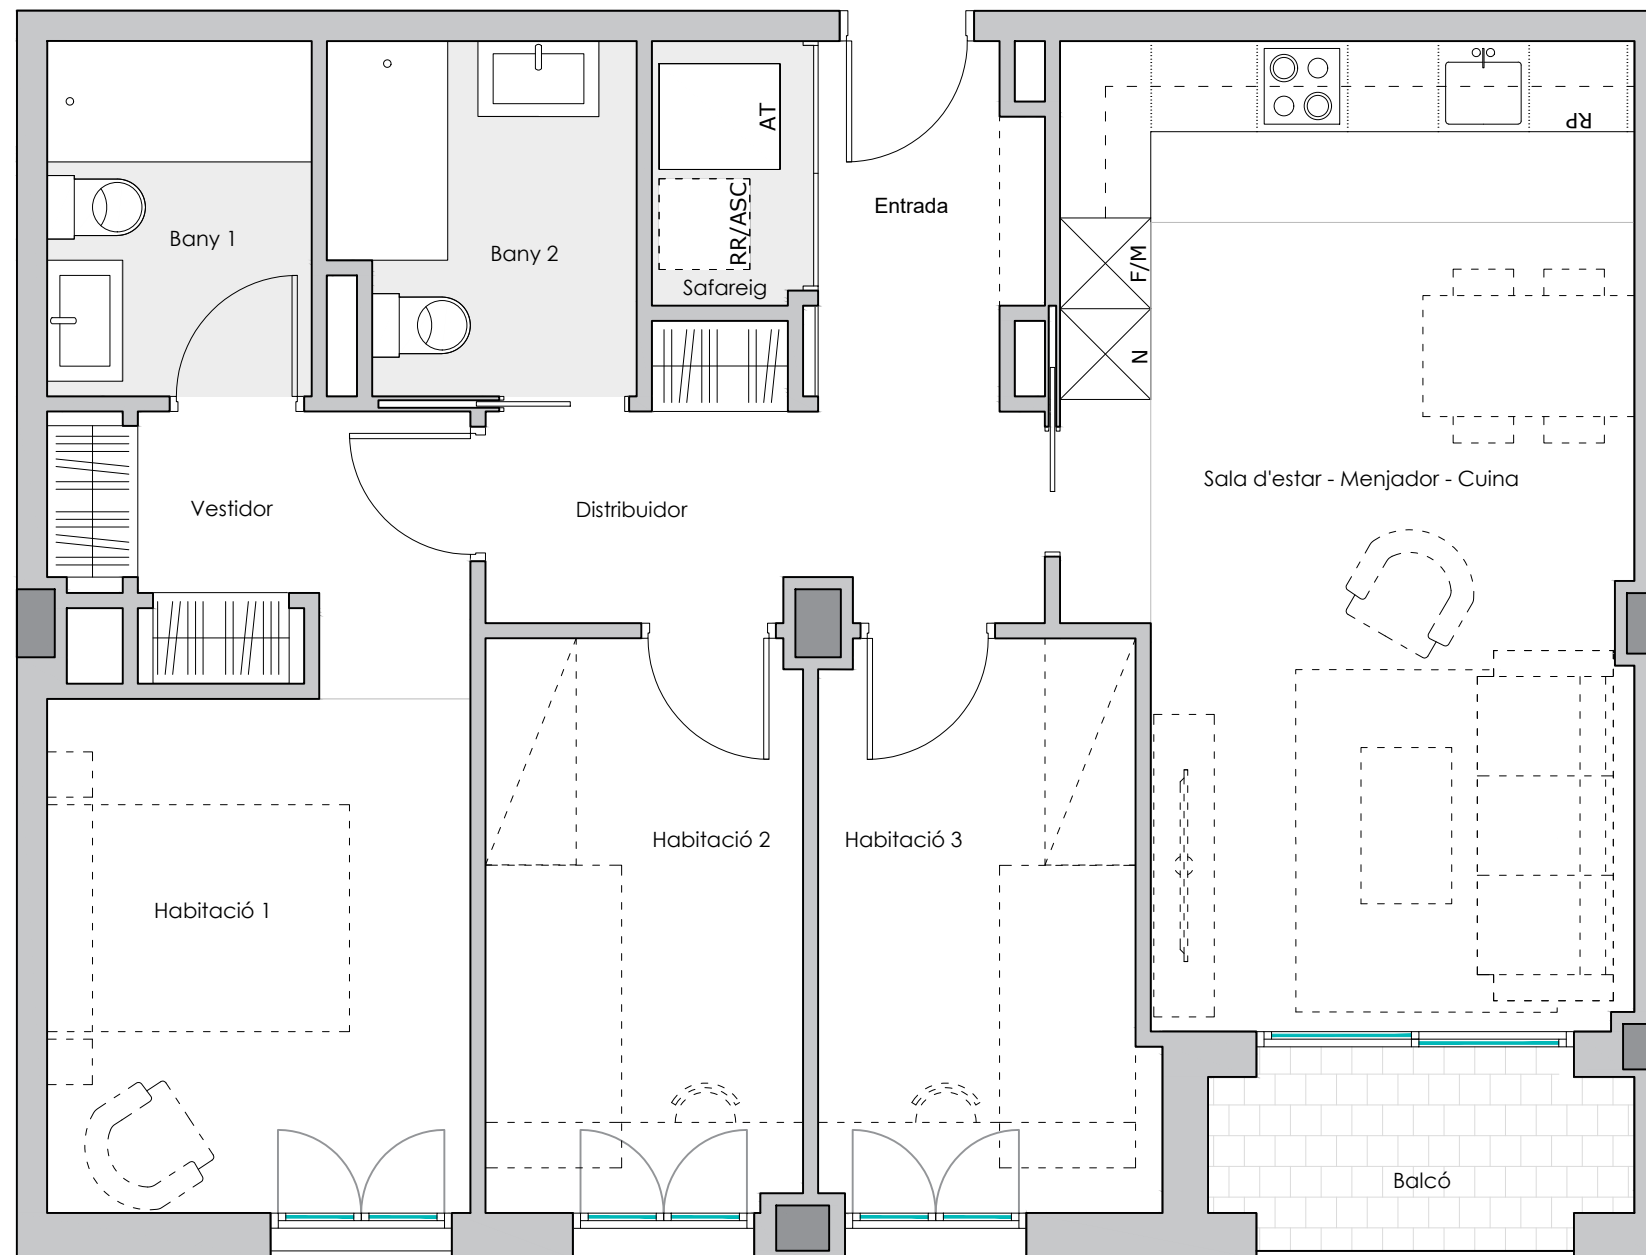 AT
RP
RR/ASC
Entrada
Bany 1
Bany 2
F/M
Safareig
N
Sala d'estar - Menjador - Cuina
Vestidor
Distribuidor
Habitació 2
Habitació 3
Habitació 1
Balcó